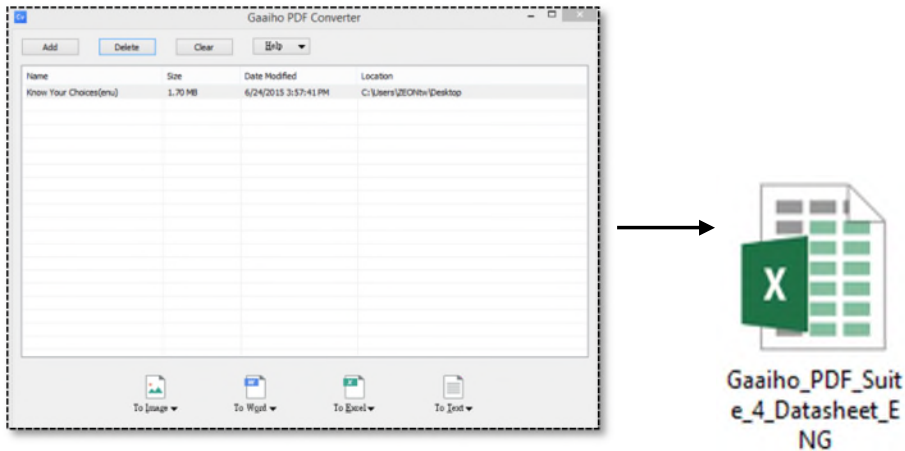 Gaaiho PDF Converter
Add Delete Clear Help
Name Size Date Modified Location
Know Your Choices(enu) 1.70 MB 6/24/2015 3:57:41 PM C:\Users\ZEONtw\Desktop
To Image To Word To Excel To Text
X
Gaaiho_PDF_Suit
e_4_Datasheet_E
NG